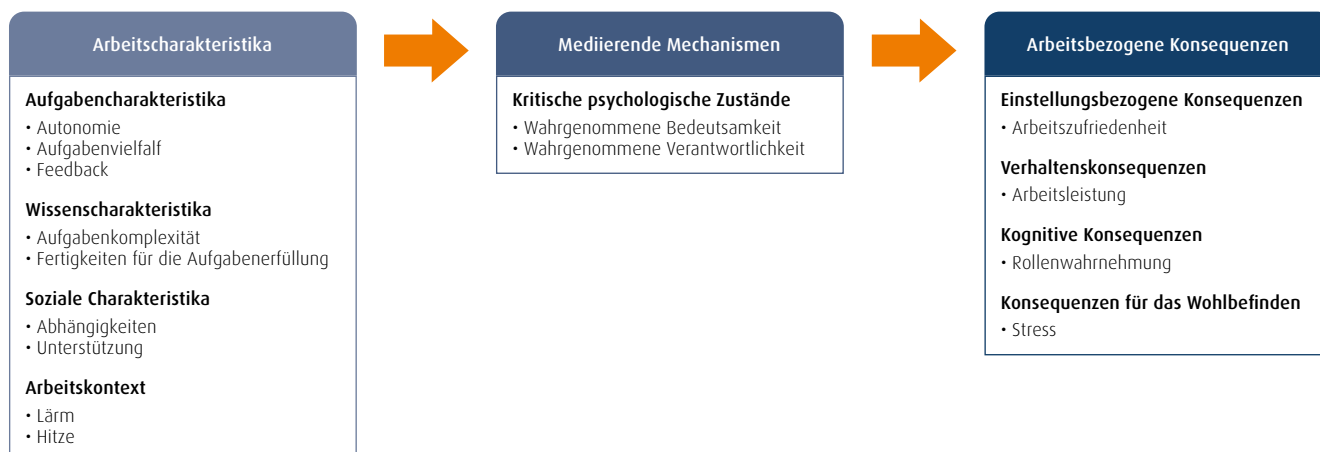 Arbeitscharakteristika
Aufgabencharakteristika
• Autonomie
• Aufgabenvielfalf
• Feedback
Wissenscharakteristika
• Aufgabenkomplexität
• Fertigkeiten für die Aufgabenerfüllung
Soziale Charakteristika
• Abhängigkeiten
• Unterstützung
Arbeitskontext
• Lärm
• Hitze
Mediierende Mechanismen
Kritische psychologische Zustände
• Wahrgenommene Bedeutsamkeit
• Wahrgenommene Verantwortlichkeit
Arbeitsbezogene Konsequenzen
Einstellungsbezogene Konsequenzen
• Arbeitszufriedenheit
Verhaltenskonsequenzen
• Arbeitsleistung
Kognitive Konsequenzen
• Rollenwahrnehmung
Konsequenzen für das Wohlbefinden
• Stress